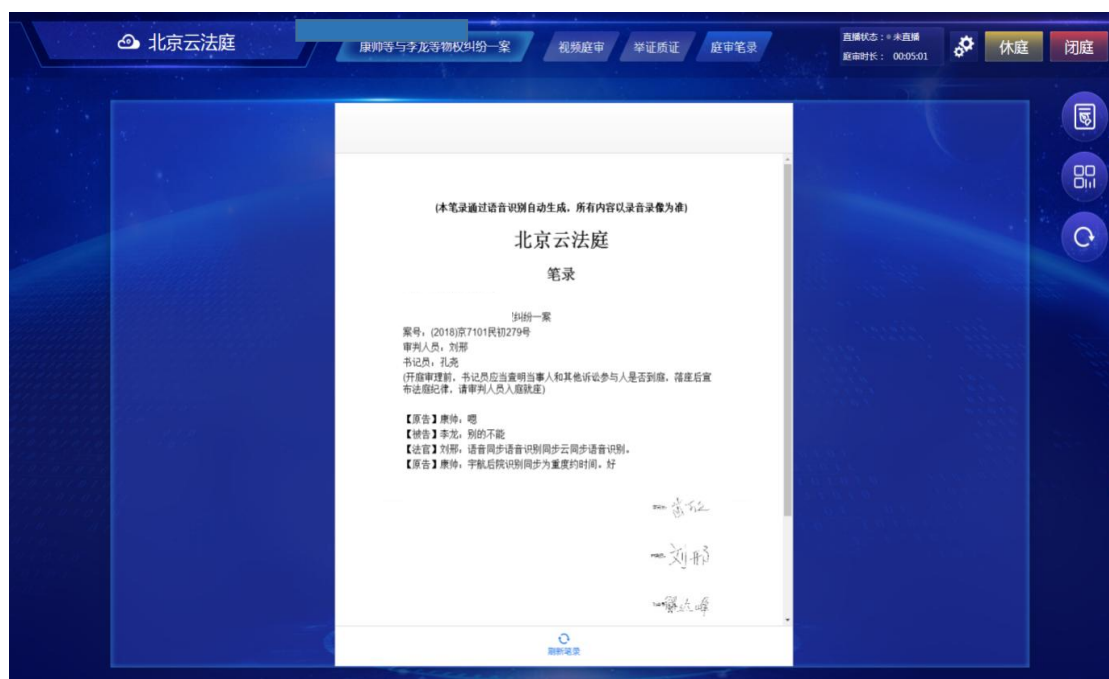 北京云法庭
康帅等与李龙等物权纠纷一案
视频庭审
举证质证
庭审笔录
直播状态：未直播
庭审时长： 00:05:01
休庭
闭庭
(本笔录通过语音识别自动生成，所有内容以录音录像为准)
北京云法庭
笔录
纠纷一案
案号，(2018)京7101民初279号
审判人员，刘邢
书记员，孔尧
(开庭审理前，书记员应当查明当事人和其他诉讼参与人是否到庭，落座后宣
布法庭纪律，请审判人员入庭就座)
【原告】康帅，嗯
【被告】李龙，别的不能
【法官】刘邢，语音同步语音识别同步云同步语音识别。
【原告】康帅，宇航后院识别同步为重度约时间。好
刷新笔录